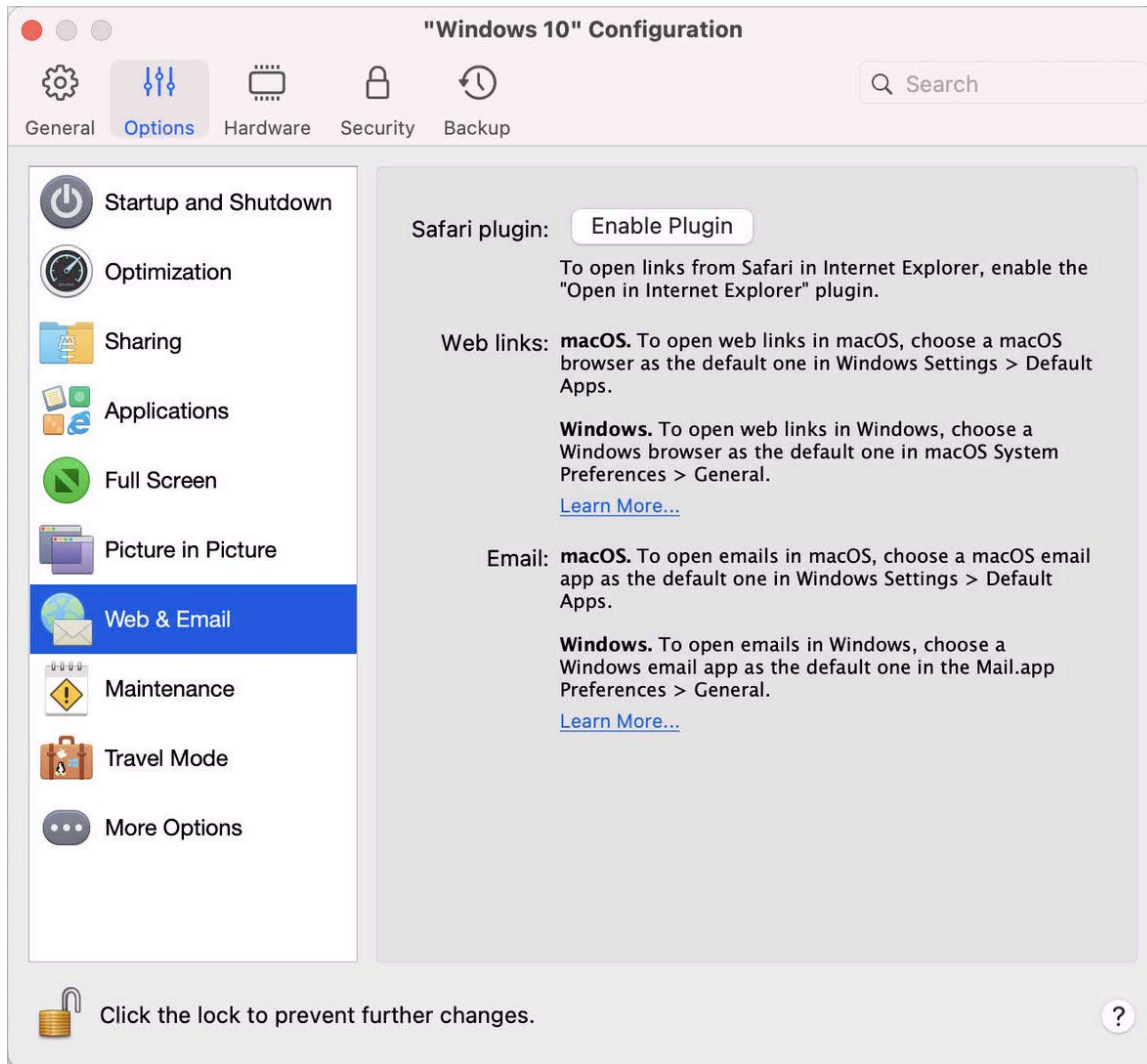 "Windows 10" Configuration
General
Options
Hardware
Security
Backup
Search
Startup and Shutdown
Optimization
Sharing
Applications
Full Screen
Picture in Picture
Web & Email
Maintenance
Travel Mode
More Options
Safari plugin:
Enable Plugin
To open links from Safari in Internet Explorer, enable the
"Open in Internet Explorer" plugin.
Web links:
macOS. To open web links in macOS, choose a macOS
browser as the default one in Windows Settings > Default
Apps.
Windows. To open web links in Windows, choose a
Windows browser as the default one in macOS System
Preferences > General.
Learn More...
Email:
macOS. To open emails in macOS, choose a macOS email
app as the default one in Windows Settings > Default
Apps.
Windows. To open emails in Windows, choose a
Windows email app as the default one in the Mail.app
Preferences > General.
Learn More...
Click the lock to prevent further changes.
?